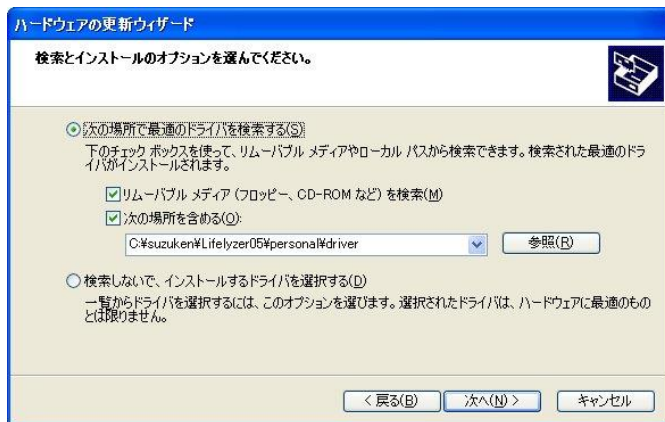 ハードウェアの更新ウィザード
検索とインストールのオプションを選んでください。
次の場所で最適のドライバを検索する(S)
下のチェック ボックスを使って、リムーバブル メディアやローカル パスから検索できます。検索された最適のドラ
イバがインストールされます。
リムーバブル メディア (フロッピー、CD-ROM など) を検索(M)
次の場所を含める(O):
C:¥suzuken¥Lifelyzer05¥personal¥driver
参照(R)
検索しないで、インストールするドライバを選択する(D)
一覧からドライバを選択するには、このオプションを選びます。選択されたドライバは、ハードウェアに最適のもの
とは限りません。
< 戻る(B) 次へ(N) > キャンセル